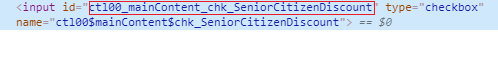 <input id="ctl00_mainContent_chk_SeniorCitizenDiscount" type="checkbox"
name="ctl00$mainContent$chk_SeniorCitizenDiscount"> == $0